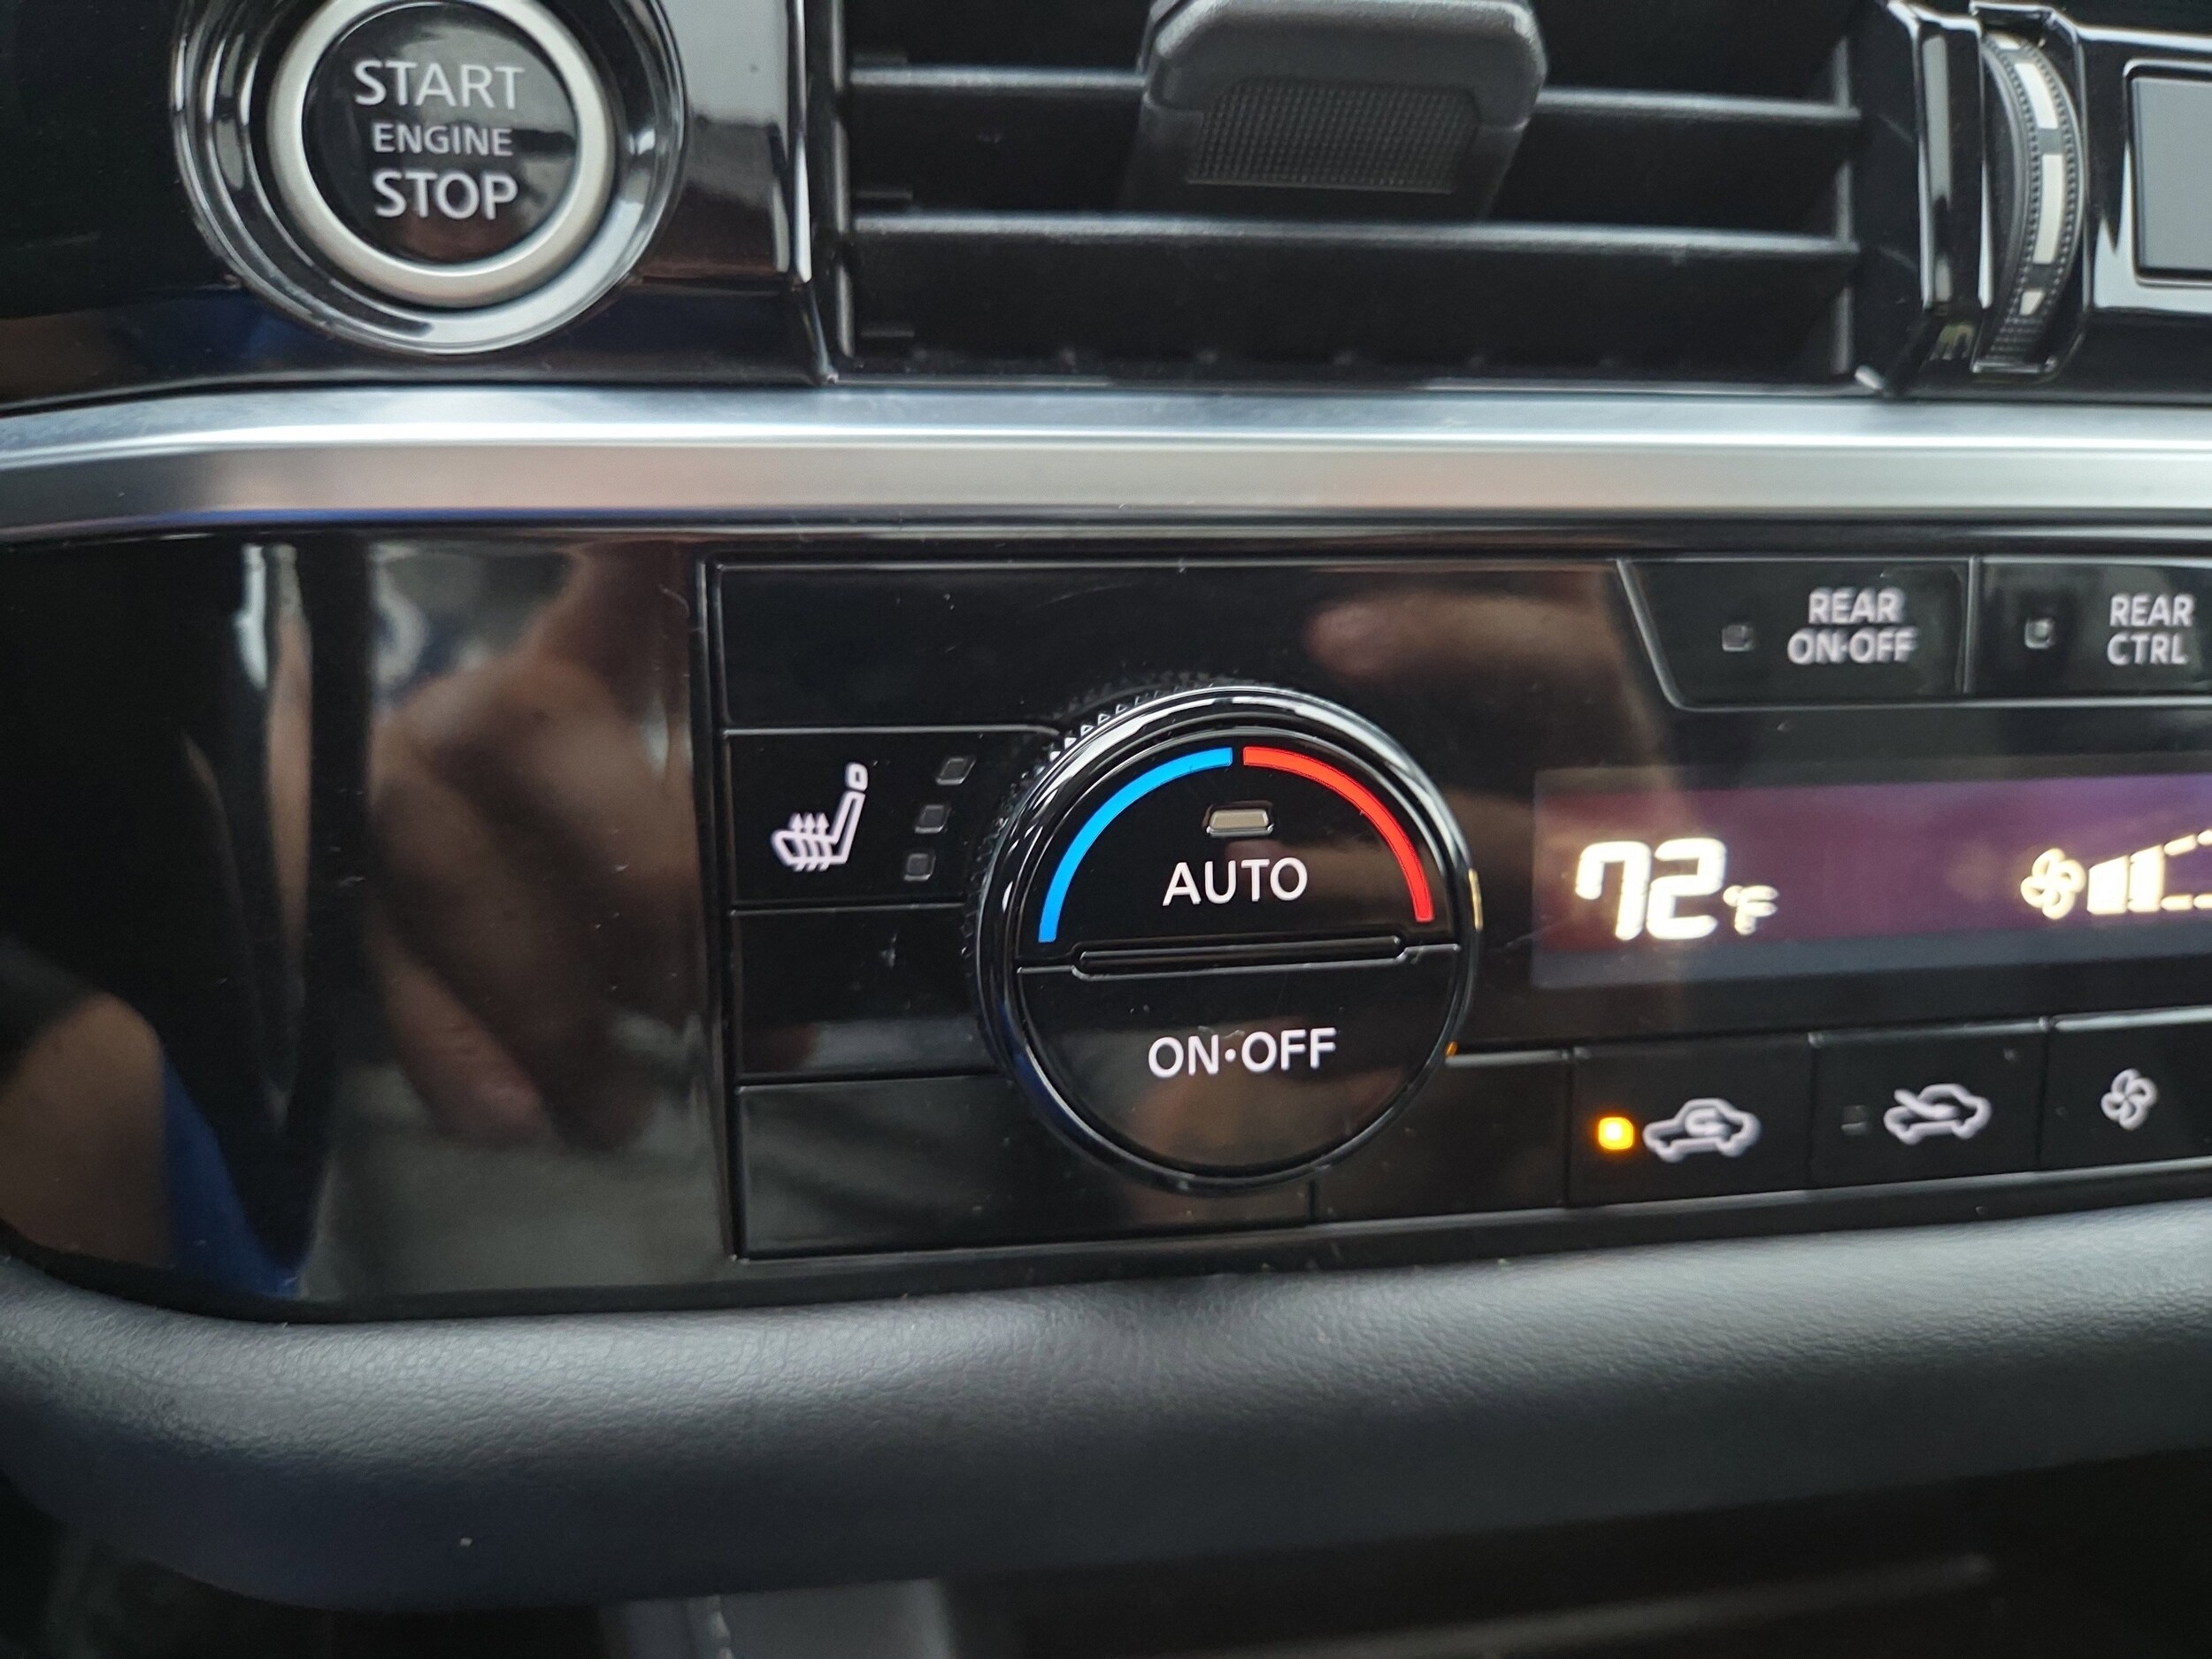 START
ENGINE
STOP
REAR
ON·OFF
REAR
CTRL
AUTO
72°F
ON·OFF